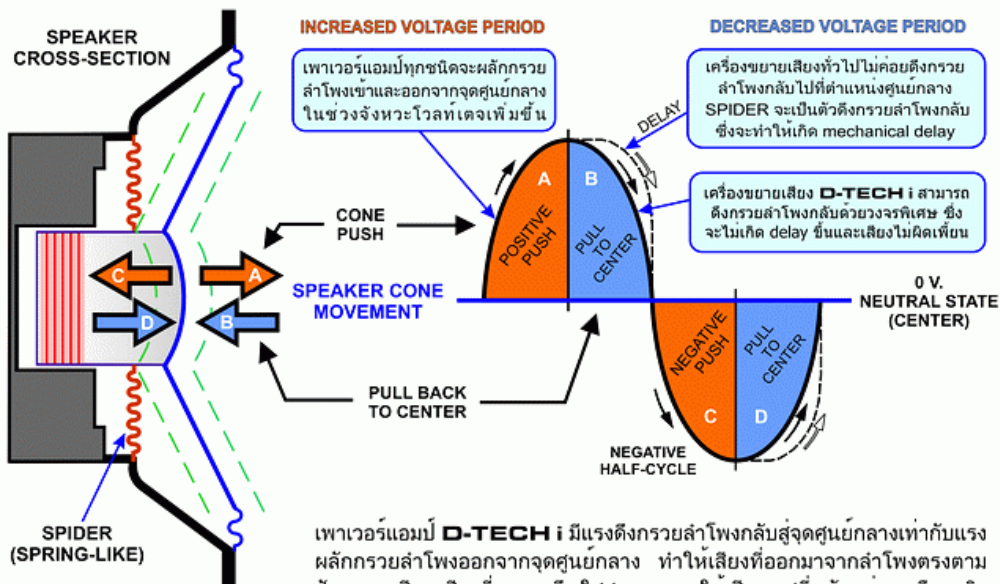 SPEAKER
CROSS-SECTION
INCREASED VOLTAGE PERIOD
DECREASED VOLTAGE PERIOD
เพาเวอร์แอมป์ทุกชนิดจะผลักกรวย
ลำโพงเข้าและออกจากจุดศูนย์กลาง
ในช่วงจังหวะโวลท์เตจเพิ่มขึ้น
เครื่องขยายเสียงทั่วไปไม่ค่อยดึงกรวย
ลำโพงกลับไปที่ตำแหน่งศูนย์กลาง
SPIDER จะเป็นตัวดึงกรวยลำโพงกลับ
ซึ่งจะทำให้เกิด mechanical delay
DELAY
เครื่องขยายเสียง D-TECH i สามารถ
ดึงกรวยลำโพงกลับด้วยวงจรพิเศษ ซึ่ง
จะไม่เกิด delay ขึ้นและเสียงไม่ผิดเพี้ยน
A
B
POSITIVE
PUSH
PULL
TO
CENTER
CONE
PUSH
C
A
D
B
SPEAKER CONE
MOVEMENT
0 V.
NEUTRAL STATE
(CENTER)
NEGATIVE
PUSH
PULL
TO
CENTER
C
D
PULL BACK
TO CENTER
NEGATIVE
HALF-CYCLE
SPIDER
(SPRING-LIKE)
เพาเวอร์แอมป์ D-TECH i มีแรงดึงกรวยลำโพงกลับสู่จุดศูนย์กลางเท่ากับแรง
ผลักกรวยลำโพงออกจากจุดศูนย์กลาง ทำให้เสียงที่ออกมาจากลำโพงตรงตาม